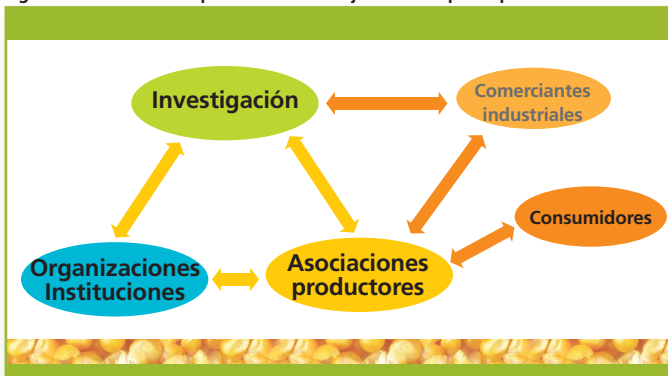 Investigación
Comerciantes
industriales
Consumidores
Organizaciones
Instituciones
Asociaciones
productores